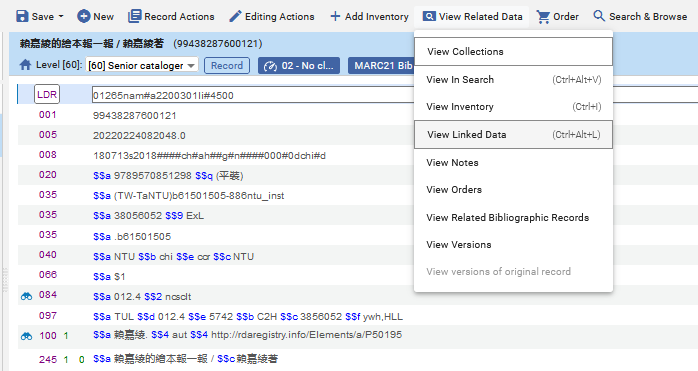 Save New Record Actions Editing Actions + Add Inventory View Related Data Order Search & Browse
賴嘉綾的繪本報一報 / 賴嘉綾著 (99438287600121)
Level [60]: [60] Senior cataloger Record 02 - No cl... MARC21 Bib
View Collections
View In Search (Ctrl+Alt+V)
View Inventory (Ctrl+I)
View Linked Data (Ctrl+Alt+L)
View Notes
View Orders
View Related Bibliographic Records
View Versions
View versions of original record
LDR 01265nam#a2200301Ii#4500
001 99438287600121
005 20220224082048.0
008 180713s2018####ch#ah##g#n####000#0dchi#d
020 $$a 9789570851298 $$q (平裝)
035 $$a (TW-TaNTU)b61501505-886ntu_inst
035 $$a 38056052 $$9 ExL
035 $$a .b61501505
040 $$a NTU $$b chi $$e ccr $$c NTU
066 $$a $1
084 $$a 012.4 $$2 ncsclt
097 $$a TUL $$d 012.4 $$e 5742 $$b C2H $$c 3856052 $$f ywh,HLL
100 1 $$a 賴嘉綾. $$4 aut $$4 http://rdaregistry.info/Elements/a/P50195
245 1 0 $$a 賴嘉綾的繪本報一報 / $$c 賴嘉綾著